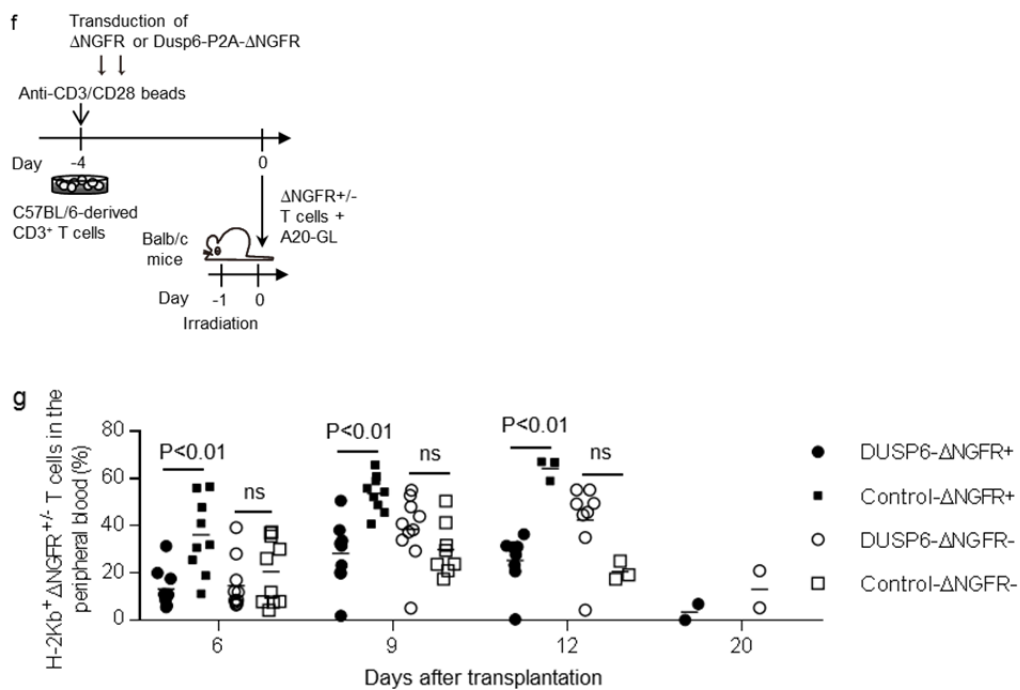 f
Transduction of
ΔNGFR or Dusp6-P2A-ΔNGFR
Anti-CD3/CD28 beads
Day -4 0
C57BL/6-derived
CD3⁺ T cells
ΔNGFR+/-
T cells +
A20-GL
Balb/c
mice
Day -1 0
Irradiation
g
H-2Kb⁺ ΔNGFR⁺/⁻ T cells in the
peripheral blood (%)
80
60
40
20
0
P<0.01
ns
P<0.01
ns
P<0.01
ns
6 9 12 20
Days after transplantation
DUSP6-ΔNGFR+
Control-ΔNGFR+
DUSP6-ΔNGFR-
Control-ΔNGFR-